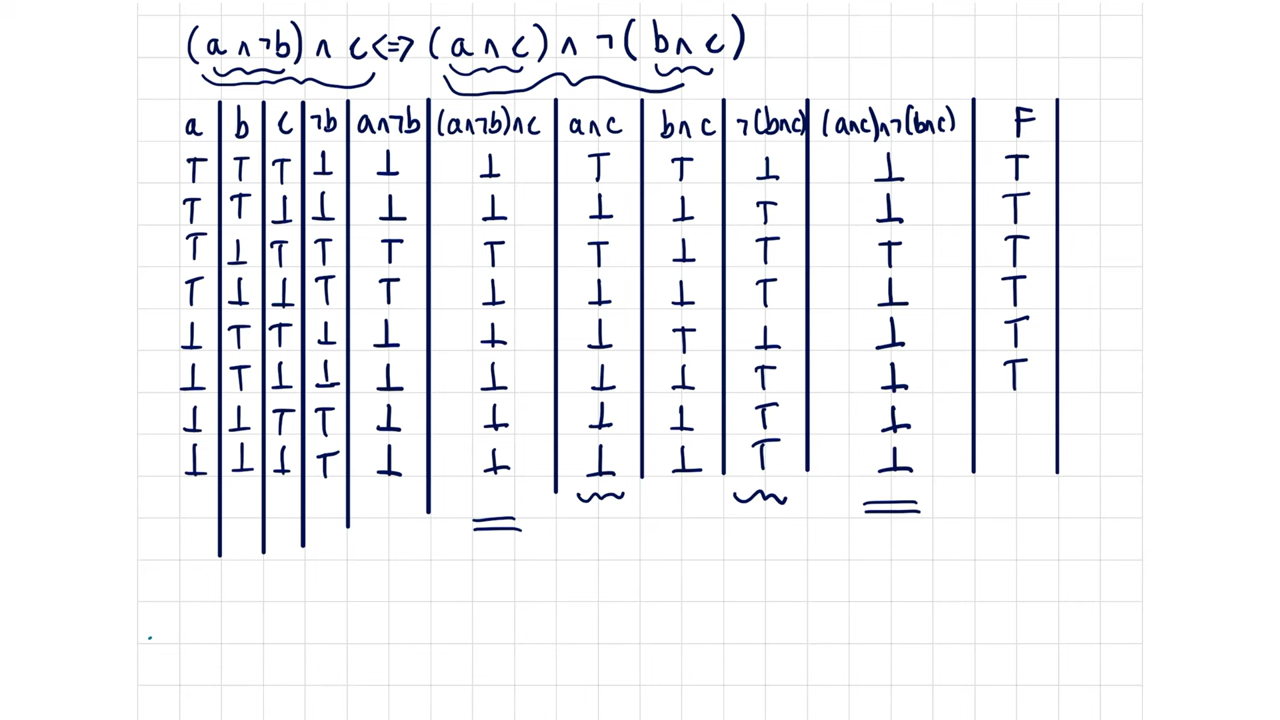 (a ∧ ¬b) ∧ c <=> (a ∧ c) ∧ ¬(b ∧ c)
a b c ¬b a∧¬b (a∧¬b)∧c a∧c b∧c ¬(b∧c) (a∧c)∧¬(b∧c) F
T T T ⊥ ⊥ ⊥ T T ⊥ ⊥ T
T T ⊥ ⊥ ⊥ ⊥ ⊥ ⊥ T ⊥ T
T ⊥ T T T T T ⊥ T T T
T ⊥ ⊥ T T ⊥ ⊥ ⊥ T ⊥ T
⊥ T T ⊥ ⊥ ⊥ ⊥ T ⊥ ⊥ T
⊥ T ⊥ ⊥ ⊥ ⊥ ⊥ ⊥ T ⊥ T
⊥ ⊥ T T ⊥ ⊥ ⊥ ⊥ T ⊥
⊥ ⊥ ⊥ T ⊥ ⊥ ⊥ ⊥ T ⊥